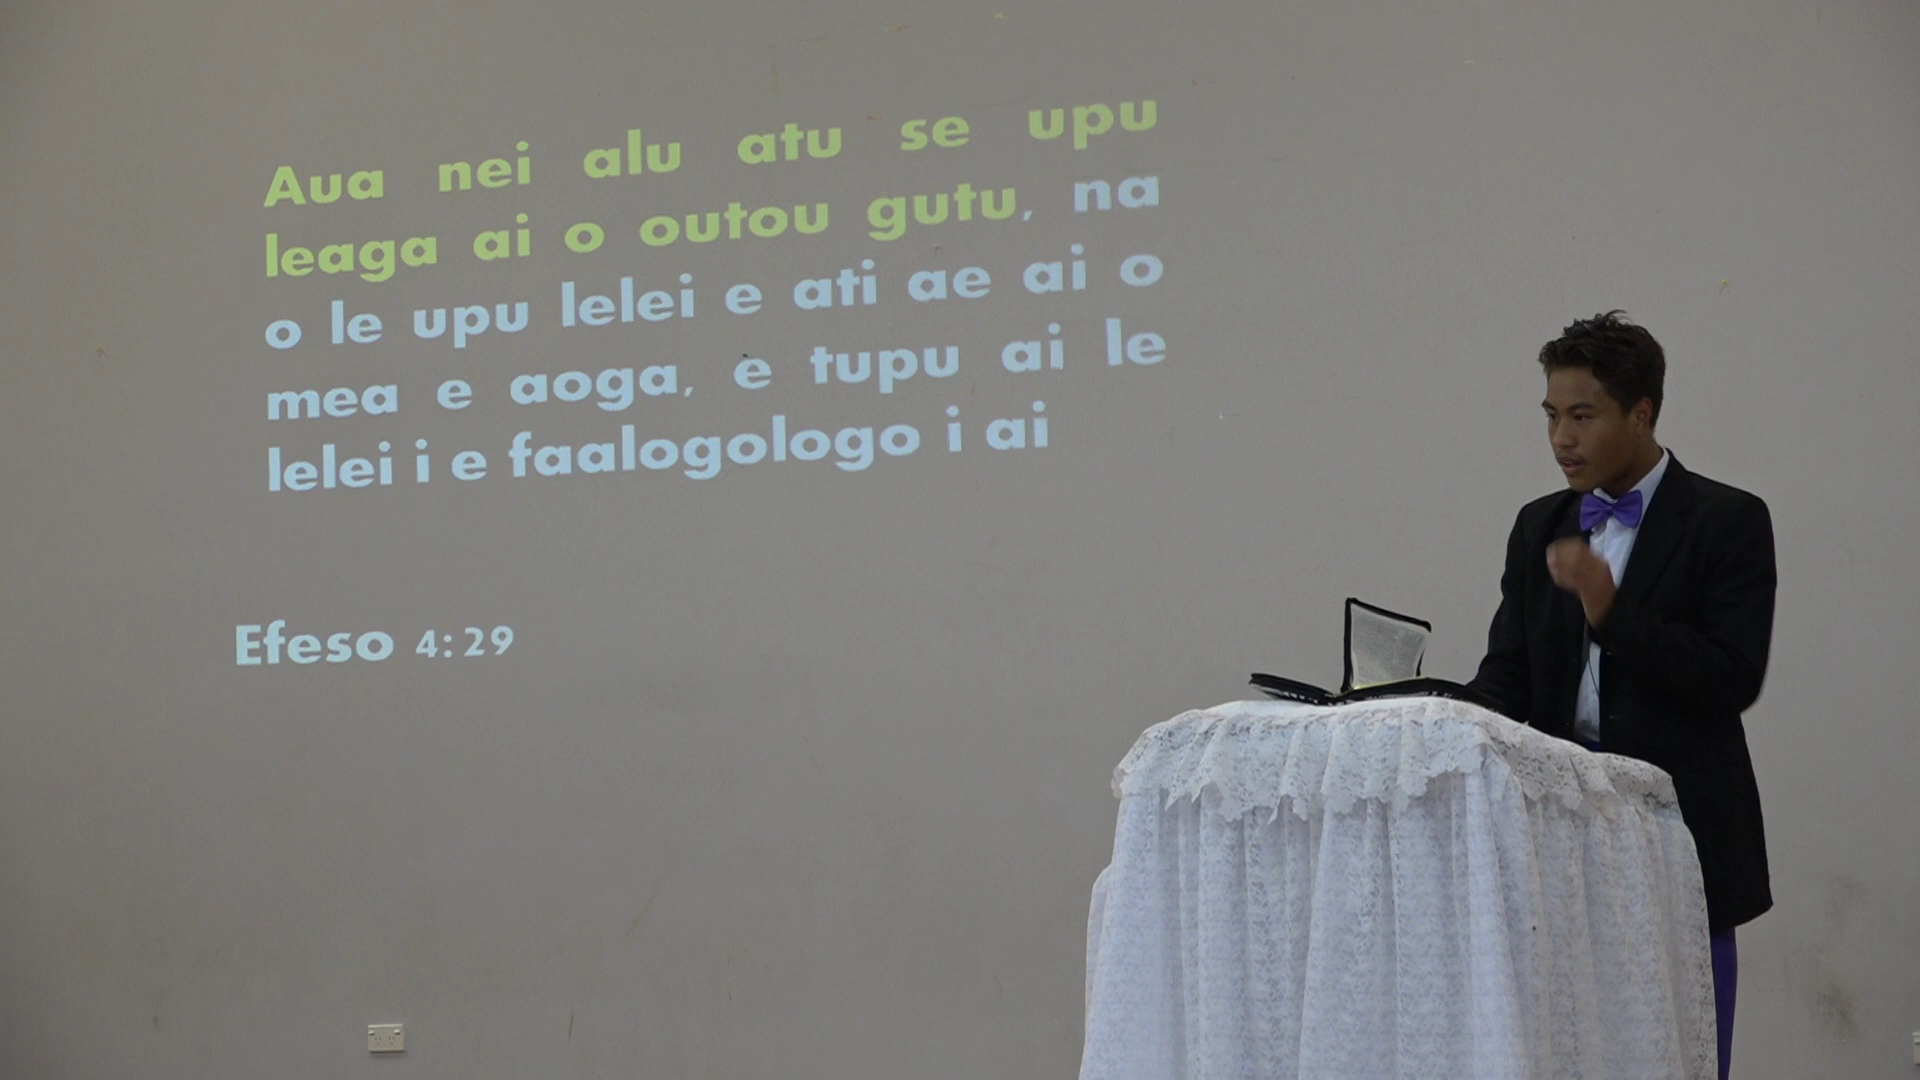 Aua nei alu atu se upu
leaga ai o outou gutu, na
o le upu lelei e ati ae ai o
mea e aoga, e tupu ai le
lelei i e faalogologo i ai
Efeso 4:29